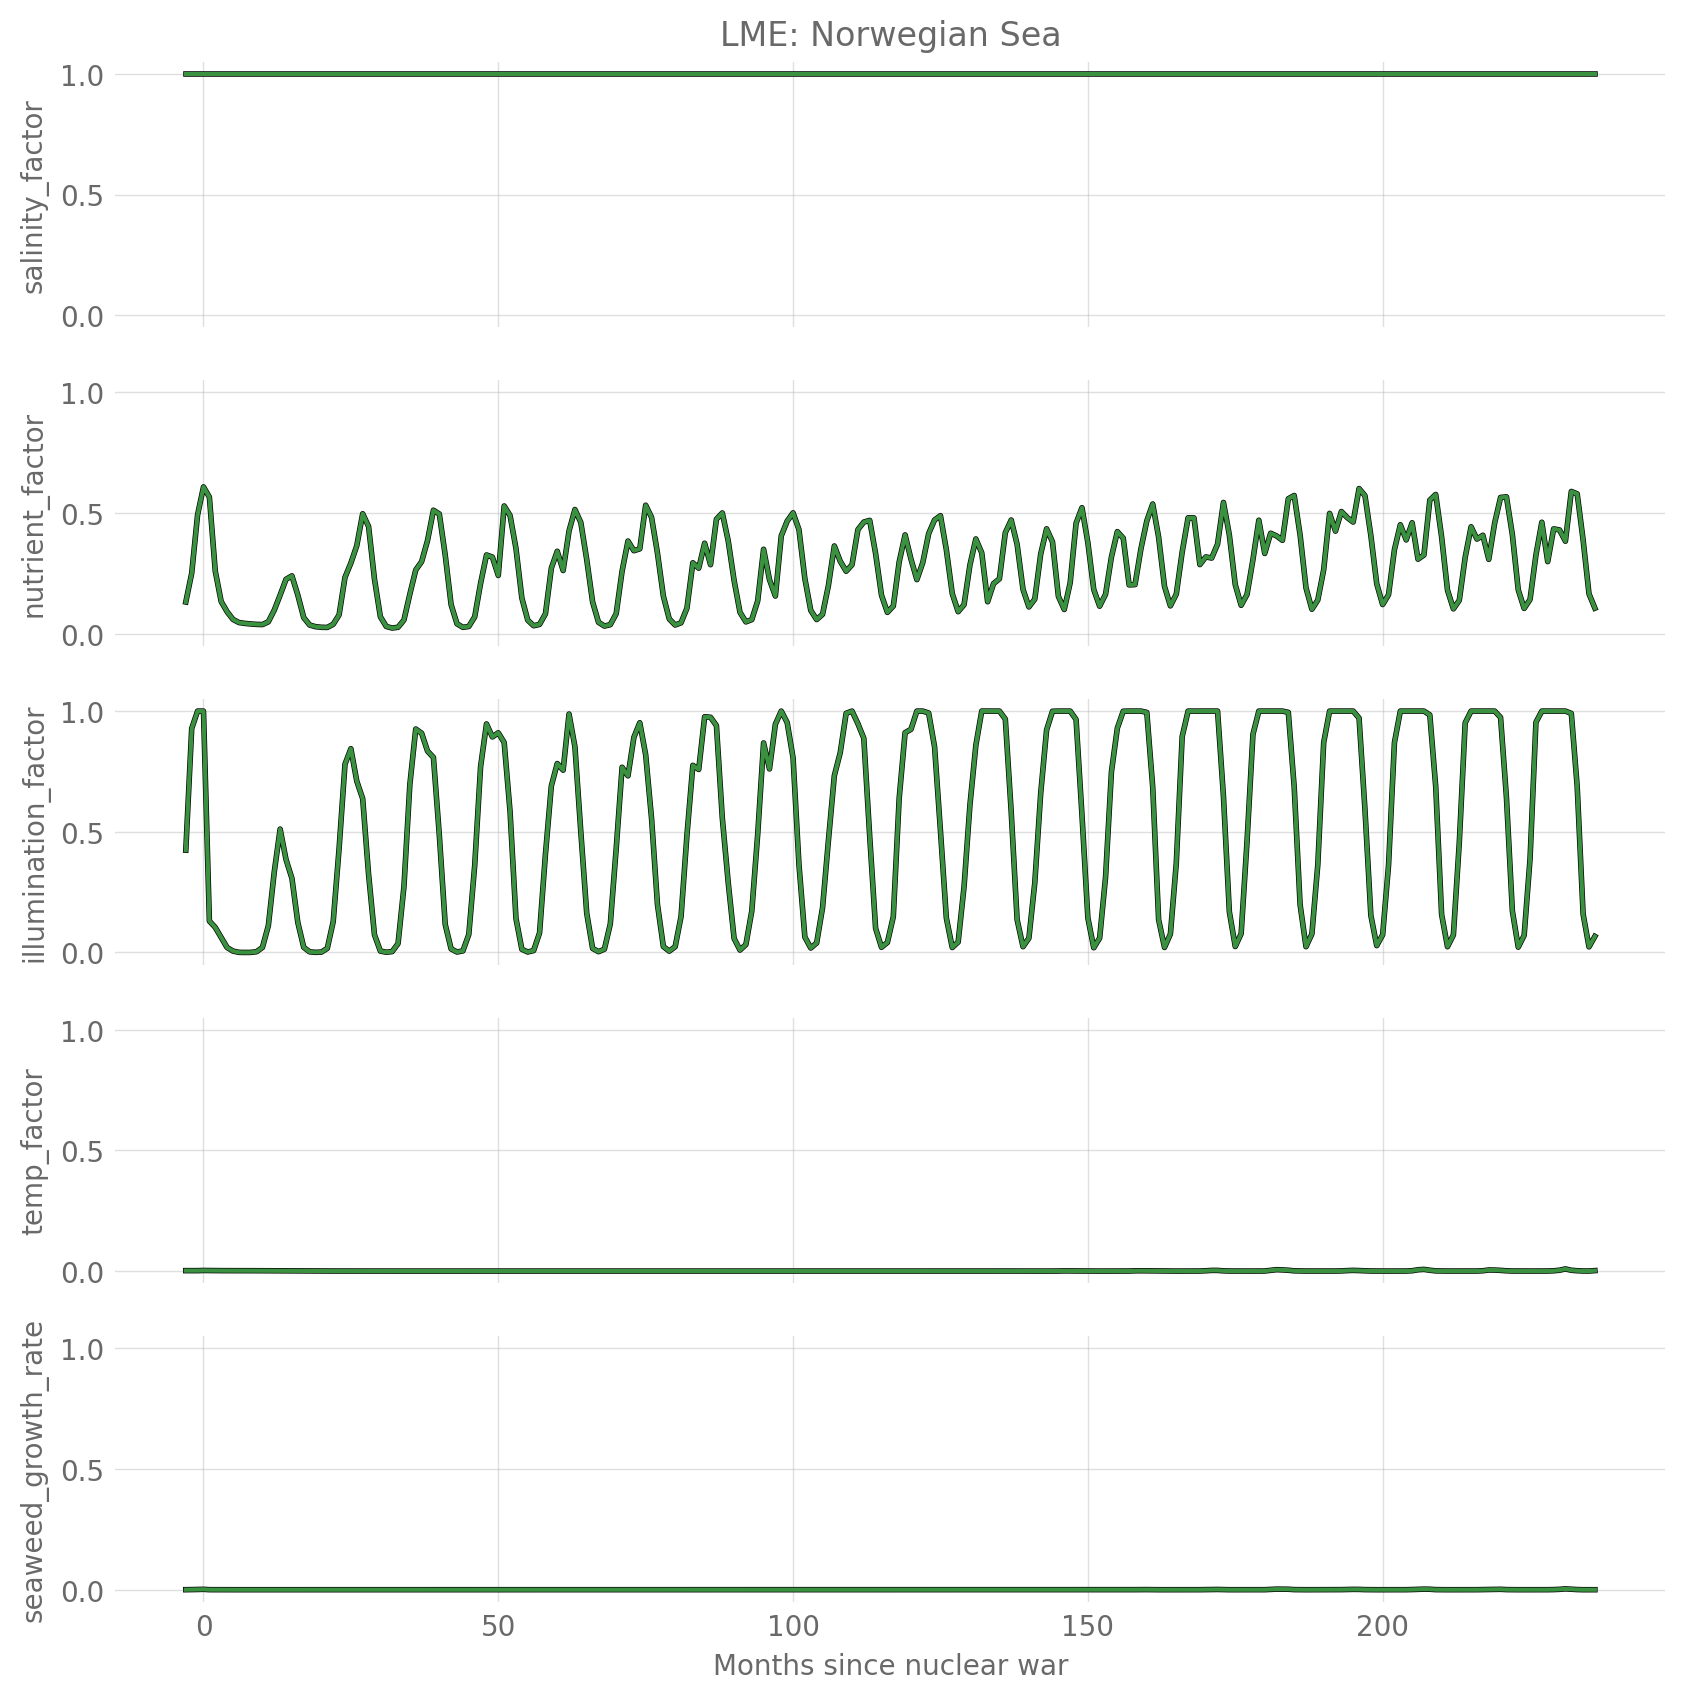 LME: Norwegian Sea
1.0
0.5
0.0
salinity_factor
1.0
0.5
0.0
nutrient_factor
1.0
0.5
0.0
illumination_factor
1.0
0.5
0.0
temp_factor
1.0
0.5
0.0
seaweed_growth_rate
0 50 100 150 200
Months since nuclear war